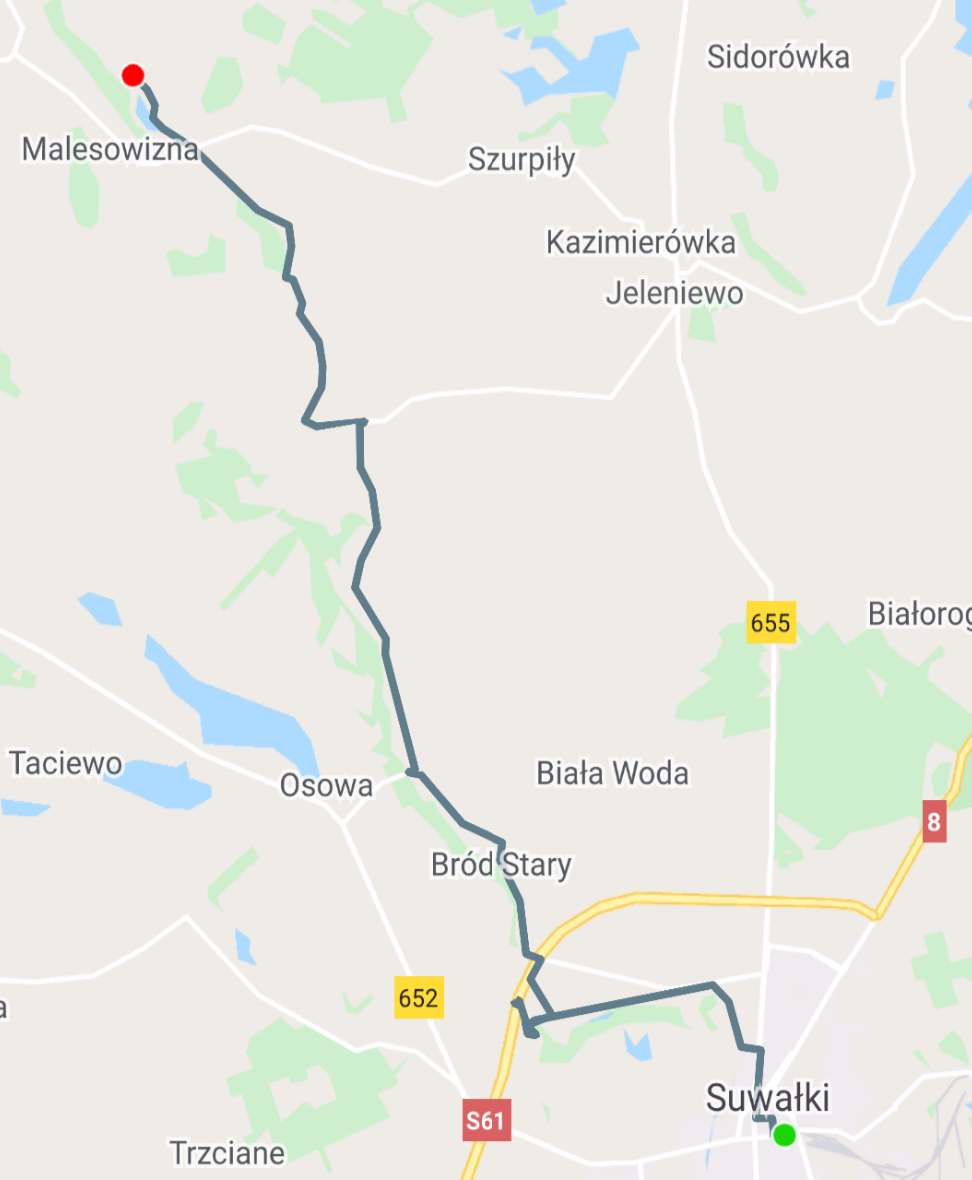 Sidorówka
Malesowizna
Szurpiły
Kazimierówka
Jeleniewo
655
Białorog
Taciewo
Osowa
Biała Woda
8
Bród Stary
652
a
Suwałki
S61
Trzciane